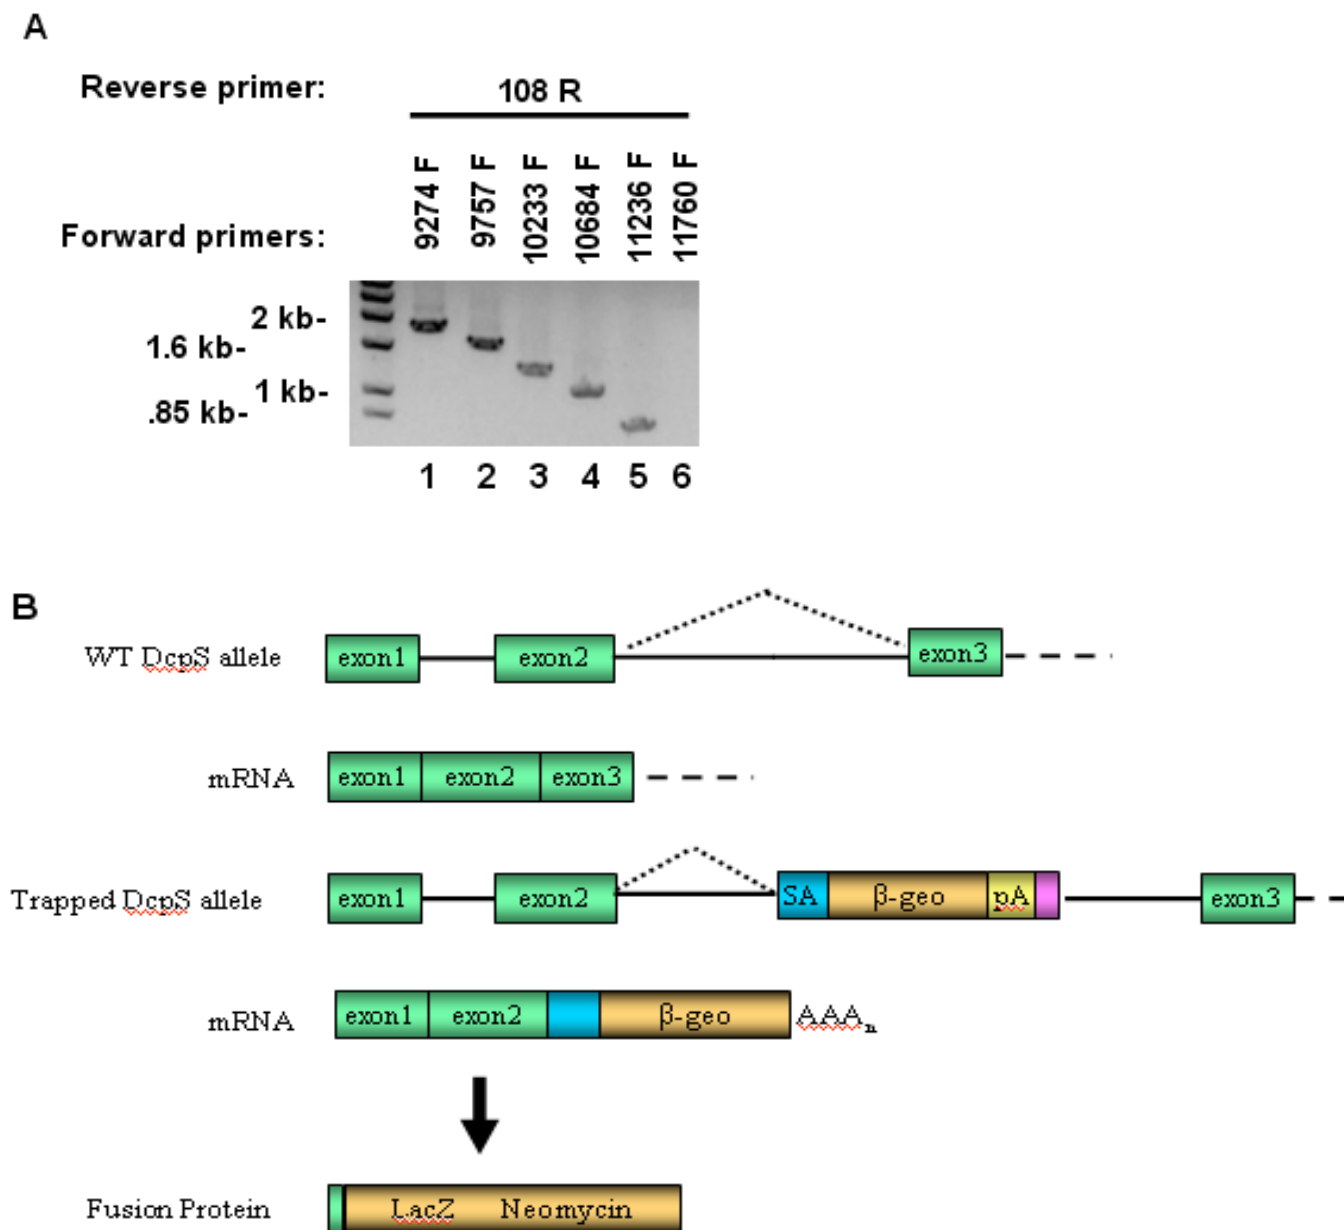 A
Reverse primer: 108 R
Forward primers: 9274 F 9757 F 10233 F 10684 F 11236 F 11760 F
2 kb-
1.6 kb-
1 kb-
.85 kb-
1 2 3 4 5 6
B
WT DcpS allele exon1 exon2 exon3
mRNA exon1 exon2 exon3
Trapped DcpS allele exon1 exon2 SA β-geo pA exon3
mRNA exon1 exon2 β-geo AAAn
Fusion Protein LacZ Neomycin